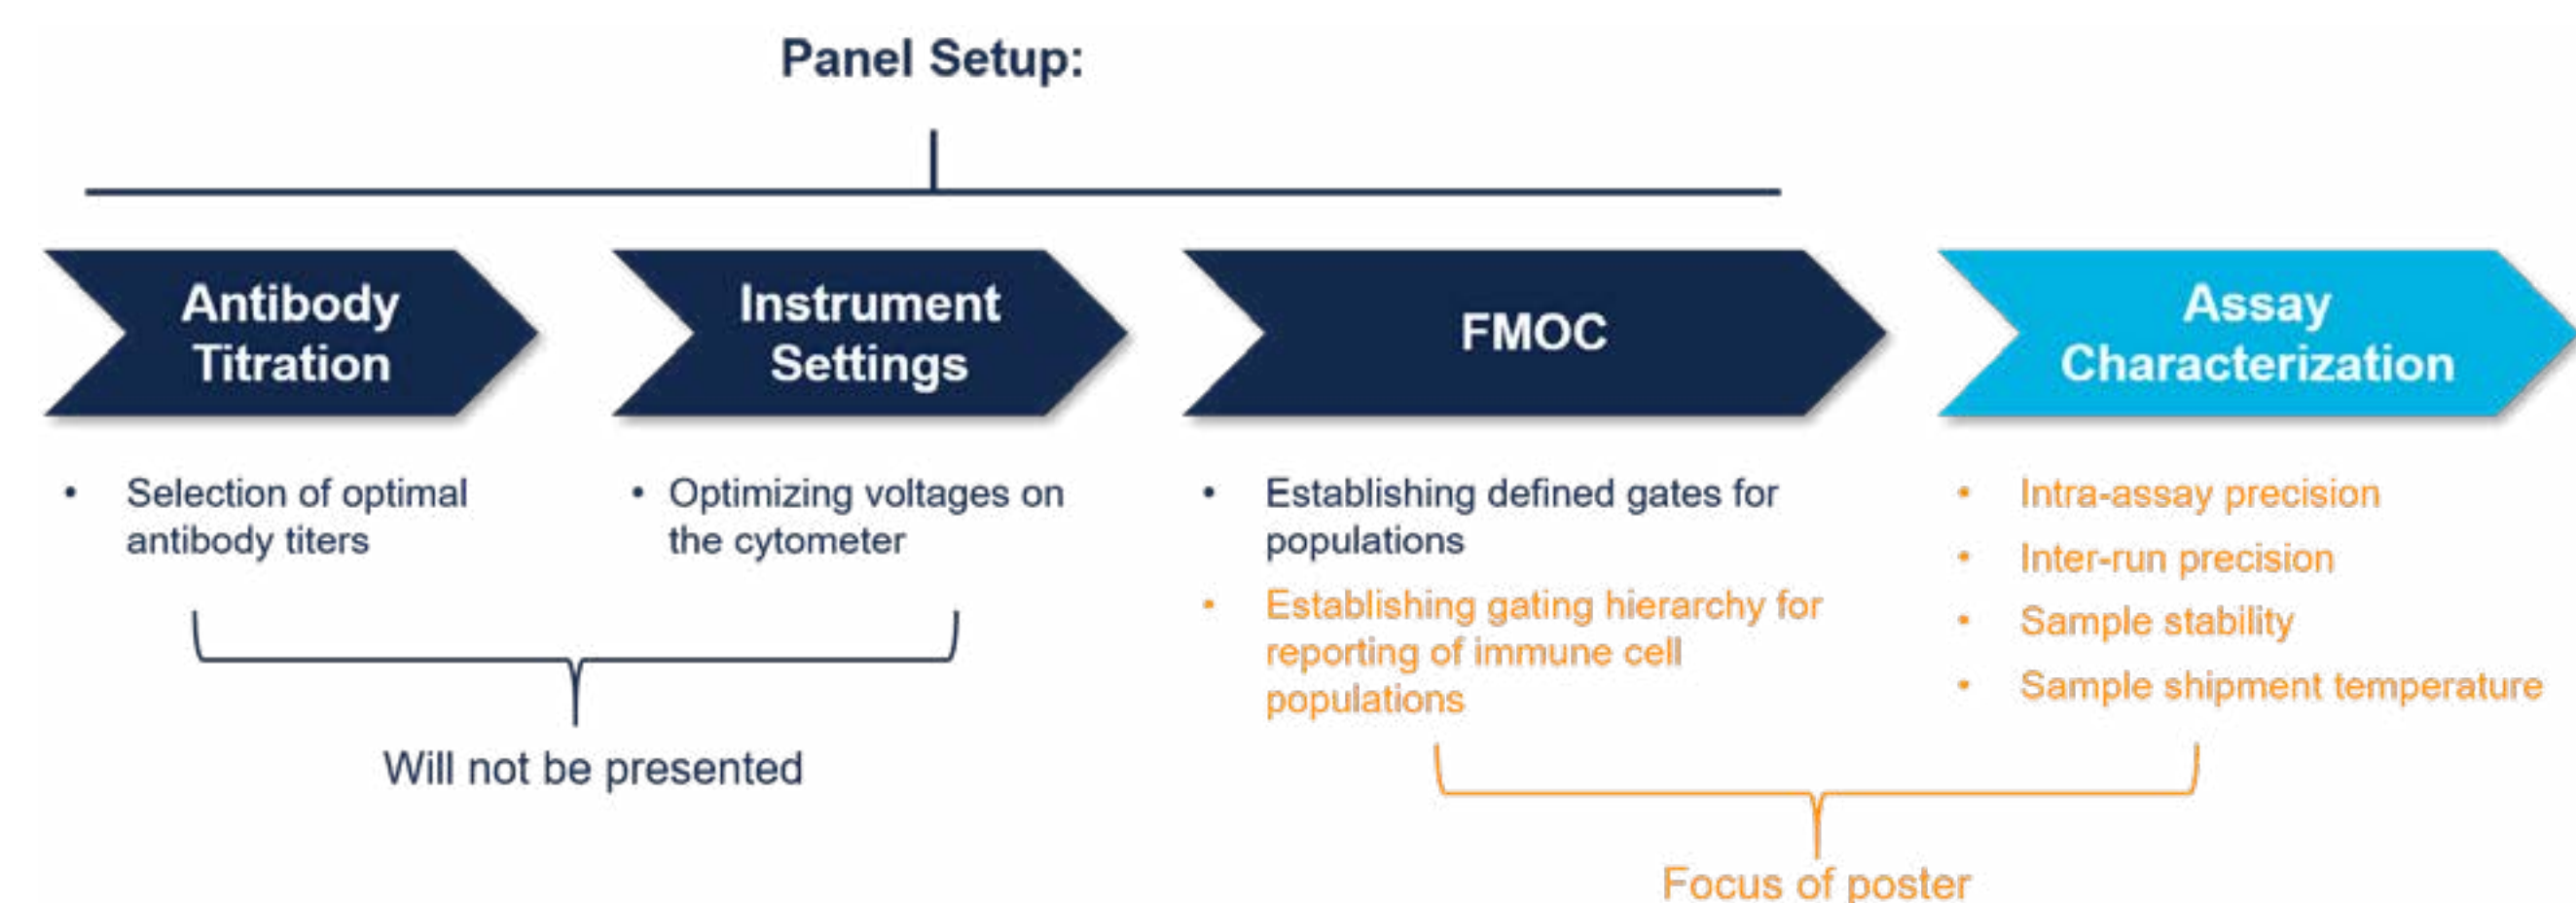 Panel Setup:
Antibody
Titration
Instrument
Settings
FMOC
Assay
Characterization
• Selection of optimal
antibody titers
• Optimizing voltages on
the cytometer
• Establishing defined gates for
populations
• Establishing gating hierarchy for
reporting of immune cell
populations
• Intra-assay precision
• Inter-run precision
• Sample stability
• Sample shipment temperature
Will not be presented
Focus of poster